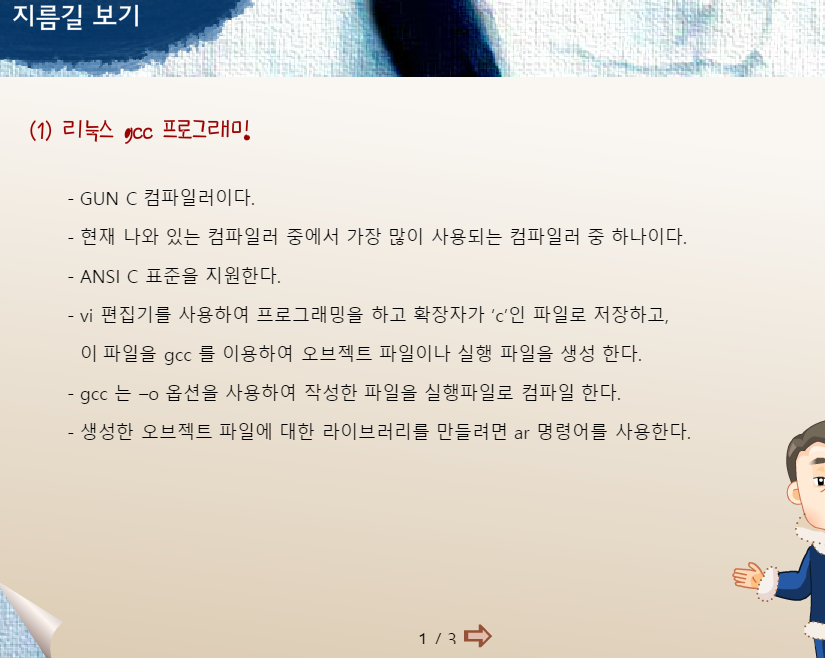 지름길 보기
(1) 리눅스 gcc 프로그래밍
- GUN C 컴파일러이다.
- 현재 나와 있는 컴파일러 중에서 가장 많이 사용되는 컴파일러 중 하나이다.
- ANSI C 표준을 지원한다.
- vi 편집기를 사용하여 프로그래밍을 하고 확장자가 ‘c’인 파일로 저장하고,
이 파일을 gcc 를 이용하여 오브젝트 파일이나 실행 파일을 생성 한다.
- gcc 는 –o 옵션을 사용하여 작성한 파일을 실행파일로 컴파일 한다.
- 생성한 오브젝트 파일에 대한 라이브러리를 만들려면 ar 명령어를 사용한다.
1 / 3